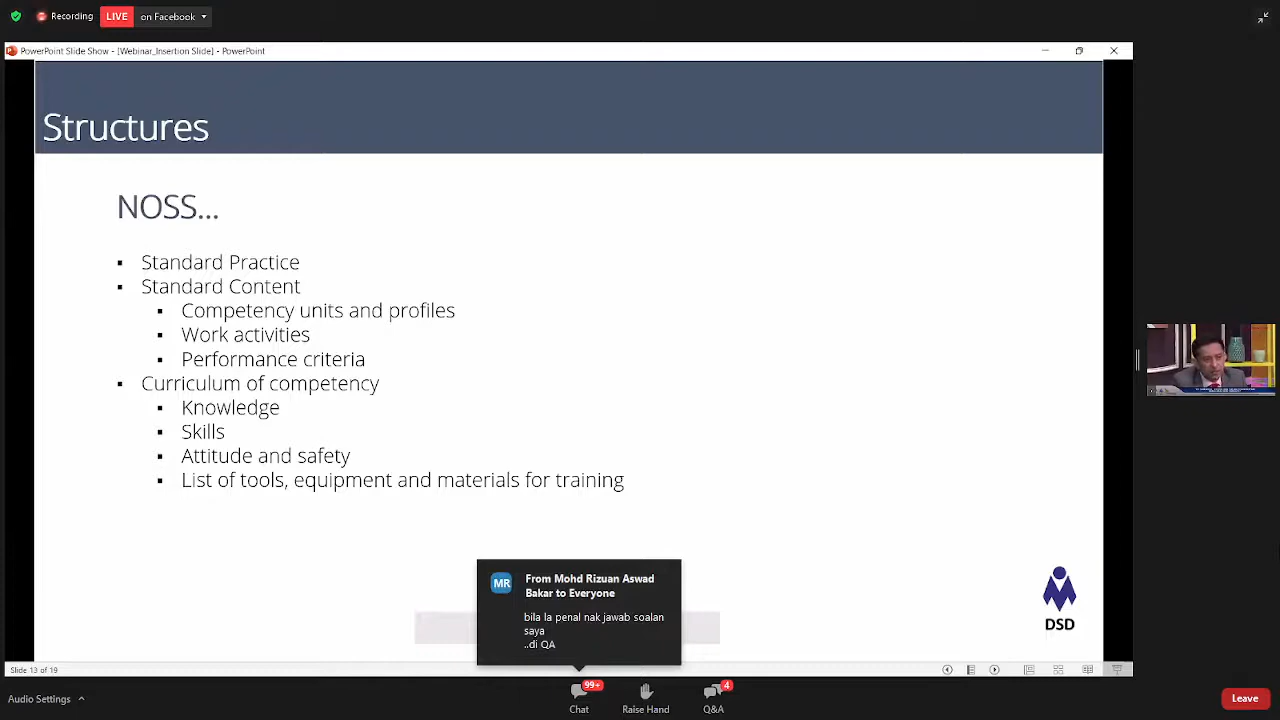 Recording
LIVE
on Facebook
PowerPoint Slide Show - [Webinar_Insertion Slide] - PowerPoint
Structures
NOSS...
Standard Practice
Standard Content
Competency units and profiles
Work activities
Performance criteria
Curriculum of competency
Knowledge
Skills
Attitude and safety
List of tools, equipment and materials for training
DSD
MR
From Mohd Rizuan Aswad
Bakar to Everyone
bila la penal nak jawab soalan
saya
..di QA
Slide 13 of 19
Audio Settings
99+
Chat
Raise Hand
4
Q&A
Leave